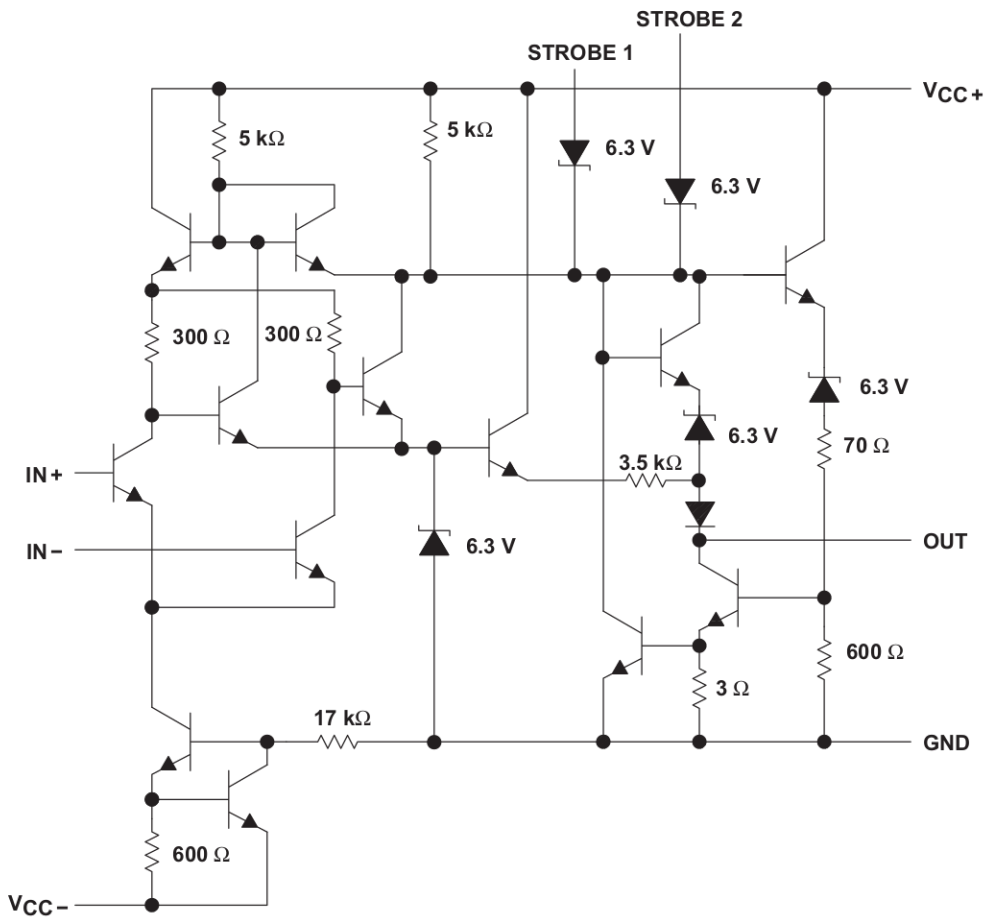 STROBE 2
STROBE 1
VCC+
5 kΩ
5 kΩ
6.3 V
6.3 V
300 Ω
300 Ω
6.3 V
6.3 V
70 Ω
3.5 kΩ
IN+
OUT
IN−
6.3 V
600 Ω
3 Ω
17 kΩ
GND
600 Ω
VCC−